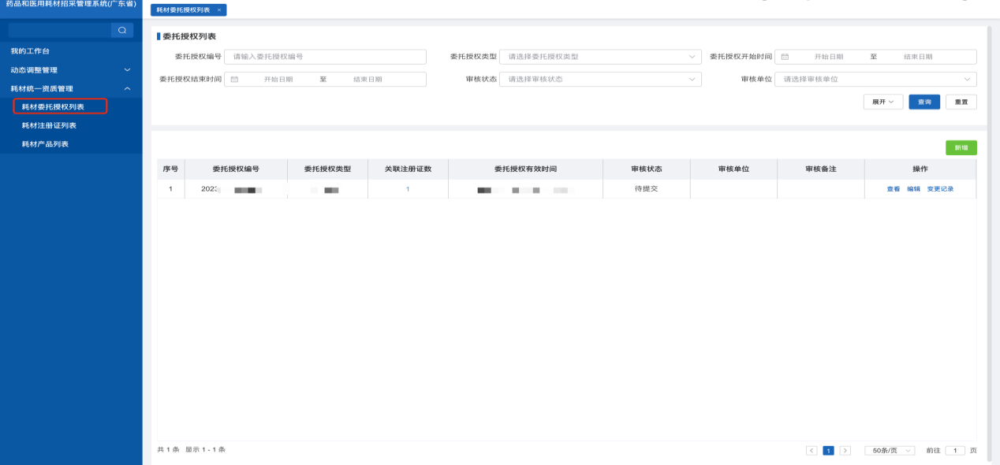 药品和医用耗材招采管理系统(广东省)
耗材委托授权列表 ×
我的工作台
动态调整管理
耗材统一资质管理
耗材委托授权列表
耗材注册证列表
耗材产品列表
委托授权列表
委托授权编号 请输入委托授权编号 委托授权类型 请选择委托授权类型 委托授权开始时间 开始日期 至 结束日期
委托授权结束时间 开始日期 至 结束日期 审核状态 请选择审核状态 审核单位 请选择审核单位
展开 查询 重置
新增
序号 委托授权编号 委托授权类型 关联注册证数 委托授权有效时间 审核状态 审核单位 审核备注 操作
1 2023 1 待提交 查看 编辑 变更记录
共 1 条 显示 1 - 1 条 < 1 > 50条/页 前往 1 页